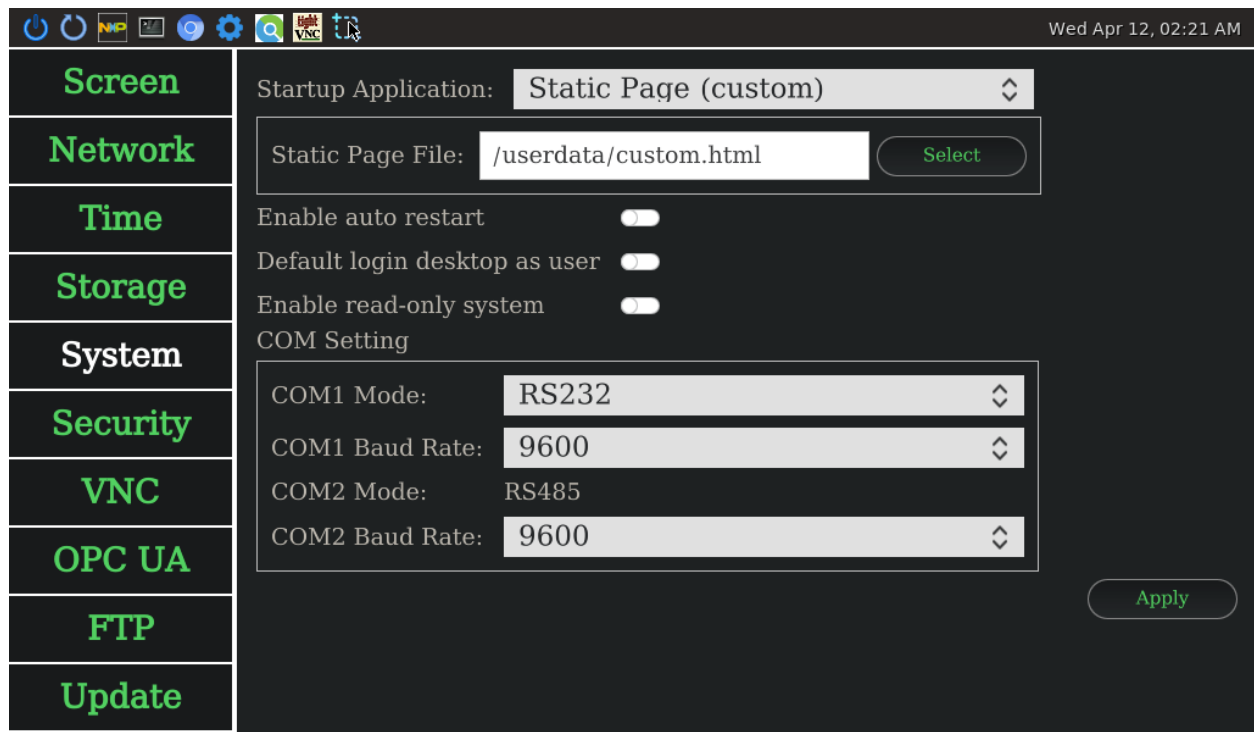 NXP
tight
VNC
Wed Apr 12, 02:21 AM
Screen
Network
Time
Storage
System
Security
VNC
OPC UA
FTP
Update
Startup Application: Static Page (custom)
Static Page File: /userdata/custom.html Select
Enable auto restart
Default login desktop as user
Enable read-only system
COM Setting
COM1 Mode: RS232
COM1 Baud Rate: 9600
COM2 Mode: RS485
COM2 Baud Rate: 9600
Apply